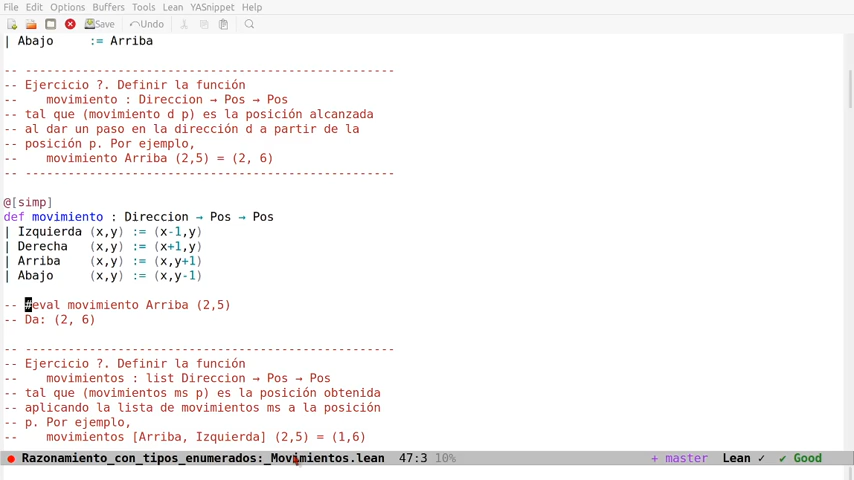 File Edit Options Buffers Tools Lean YASnippet Help
Save Undo
| Abajo     := Arriba
-- ---------------------------------------------------------
-- Ejercicio ?. Definir la función
--    movimiento : Direccion → Pos → Pos
-- tal que (movimiento d p) es la posición alcanzada
-- al dar un paso en la dirección d a partir de la
-- posición p. Por ejemplo,
--    movimiento Arriba (2,5) = (2, 6)
-- ---------------------------------------------------------
@[simp]
def movimiento : Direccion → Pos → Pos
| Izquierda (x,y) := (x-1,y)
| Derecha   (x,y) := (x+1,y)
| Arriba    (x,y) := (x,y+1)
| Abajo     (x,y) := (x,y-1)
-- #eval movimiento Arriba (2,5)
-- Da: (2, 6)
-- ---------------------------------------------------------
-- Ejercicio ?. Definir la función
--    movimientos : list Direccion → Pos → Pos
-- tal que (movimientos ms p) es la posición obtenida
-- aplicando la lista de movimientos ms a la posición
-- p. Por ejemplo,
--    movimientos [Arriba, Izquierda] (2,5) = (1,6)
Razonamiento_con_tipos_enumerados:_Movimientos.lean 47:3 10% + master Lean ✓ ✔ Good